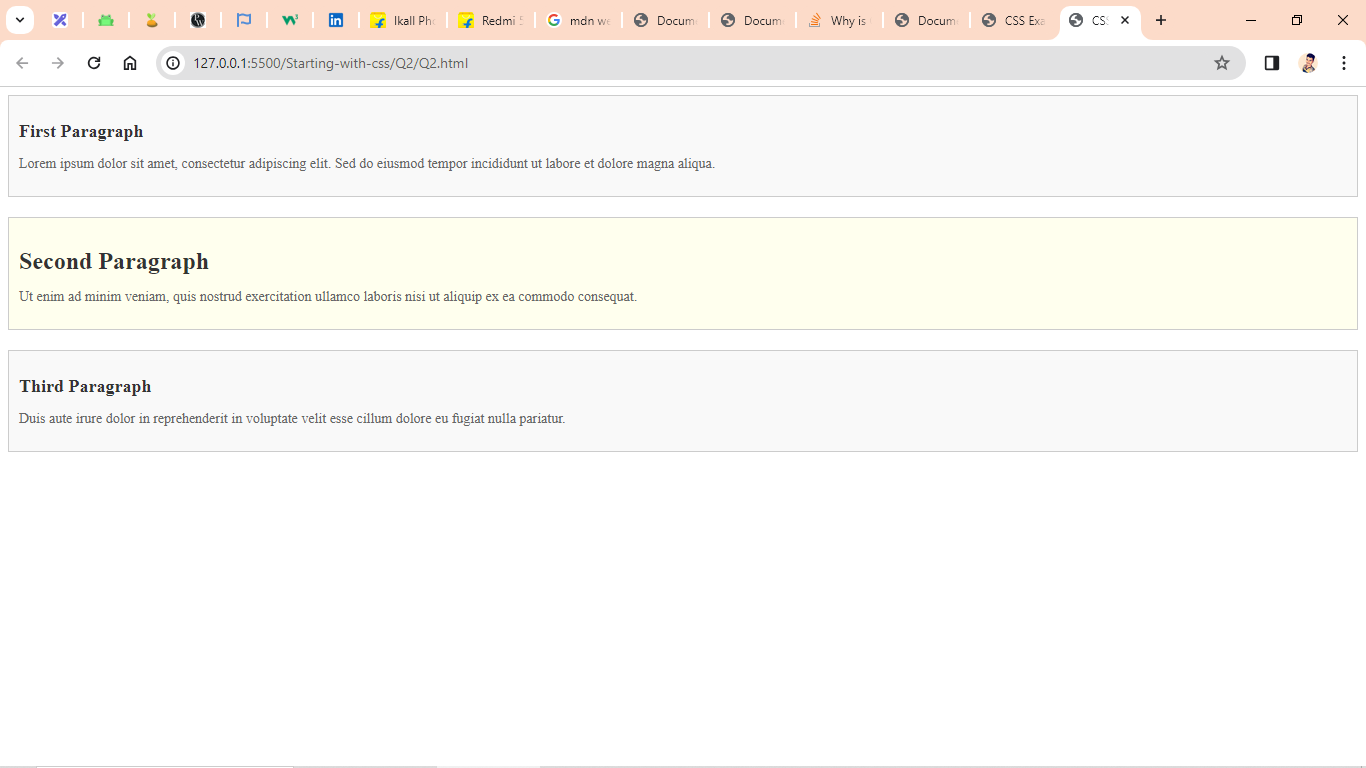 Ikall Pho
Redmi 5
mdn we
Docume
Docume
Why is
Docume
CSS Exa
CSS
127.0.0.1:5500/Starting-with-css/Q2/Q2.html
First Paragraph
Lorem ipsum dolor sit amet, consectetur adipiscing elit. Sed do eiusmod tempor incididunt ut labore et dolore magna aliqua.
Second Paragraph
Ut enim ad minim veniam, quis nostrud exercitation ullamco laboris nisi ut aliquip ex ea commodo consequat.
Third Paragraph
Duis aute irure dolor in reprehenderit in voluptate velit esse cillum dolore eu fugiat nulla pariatur.